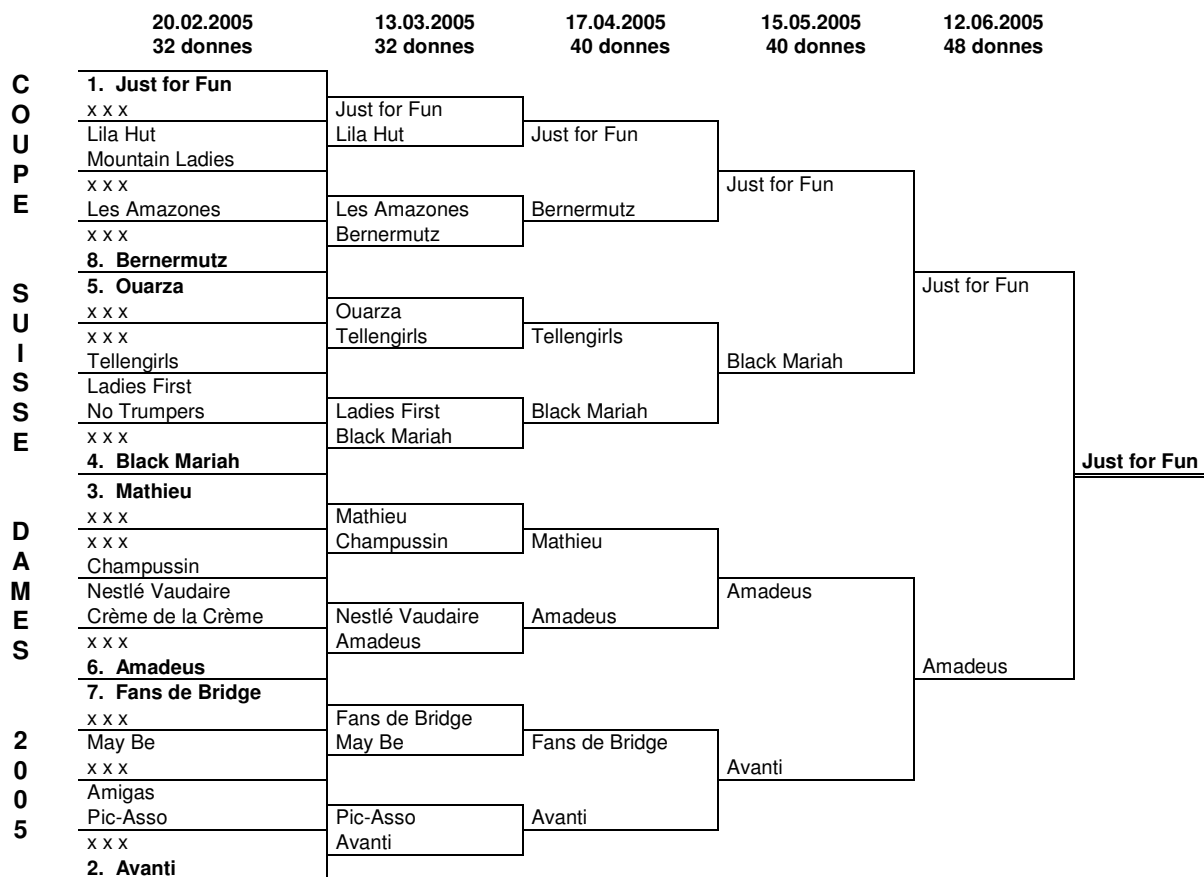 20.02.2005 13.03.2005 17.04.2005 15.05.2005 12.06.2005
32 donnes 32 donnes 40 donnes 40 donnes 48 donnes
COUPE SUISSE DAMES 2005
1. Just for Fun
x x x
Lila Hut
Mountain Ladies
x x x
Les Amazones
x x x
8. Bernermutz
5. Ouarza
x x x
x x x
Tellengirls
Ladies First
No Trumpers
x x x
4. Black Mariah
3. Mathieu
x x x
x x x
Champussin
Nestlé Vaudaire
Crème de la Crème
x x x
6. Amadeus
7. Fans de Bridge
x x x
May Be
x x x
Amigas
Pic-Asso
x x x
2. Avanti
Just for Fun
Lila Hut
Les Amazones
Bernermutz
Ouarza
Tellengirls
Ladies First
Black Mariah
Mathieu
Champussin
Nestlé Vaudaire
Amadeus
Fans de Bridge
May Be
Pic-Asso
Avanti
Just for Fun
Bernermutz
Tellengirls
Black Mariah
Mathieu
Amadeus
Fans de Bridge
Avanti
Just for Fun
Black Mariah
Amadeus
Avanti
Just for Fun
Amadeus
Just for Fun